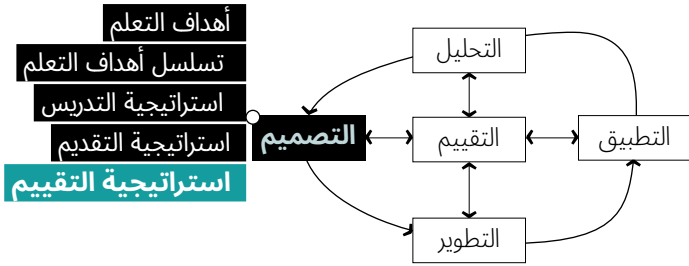 أهداف التعلم
تسلسل أهداف التعلم
استراتيجية التدريس
استراتيجية التقديم
استراتيجية التقييم
التحليل
التصميم
التقييم
التطبيق
التطوير